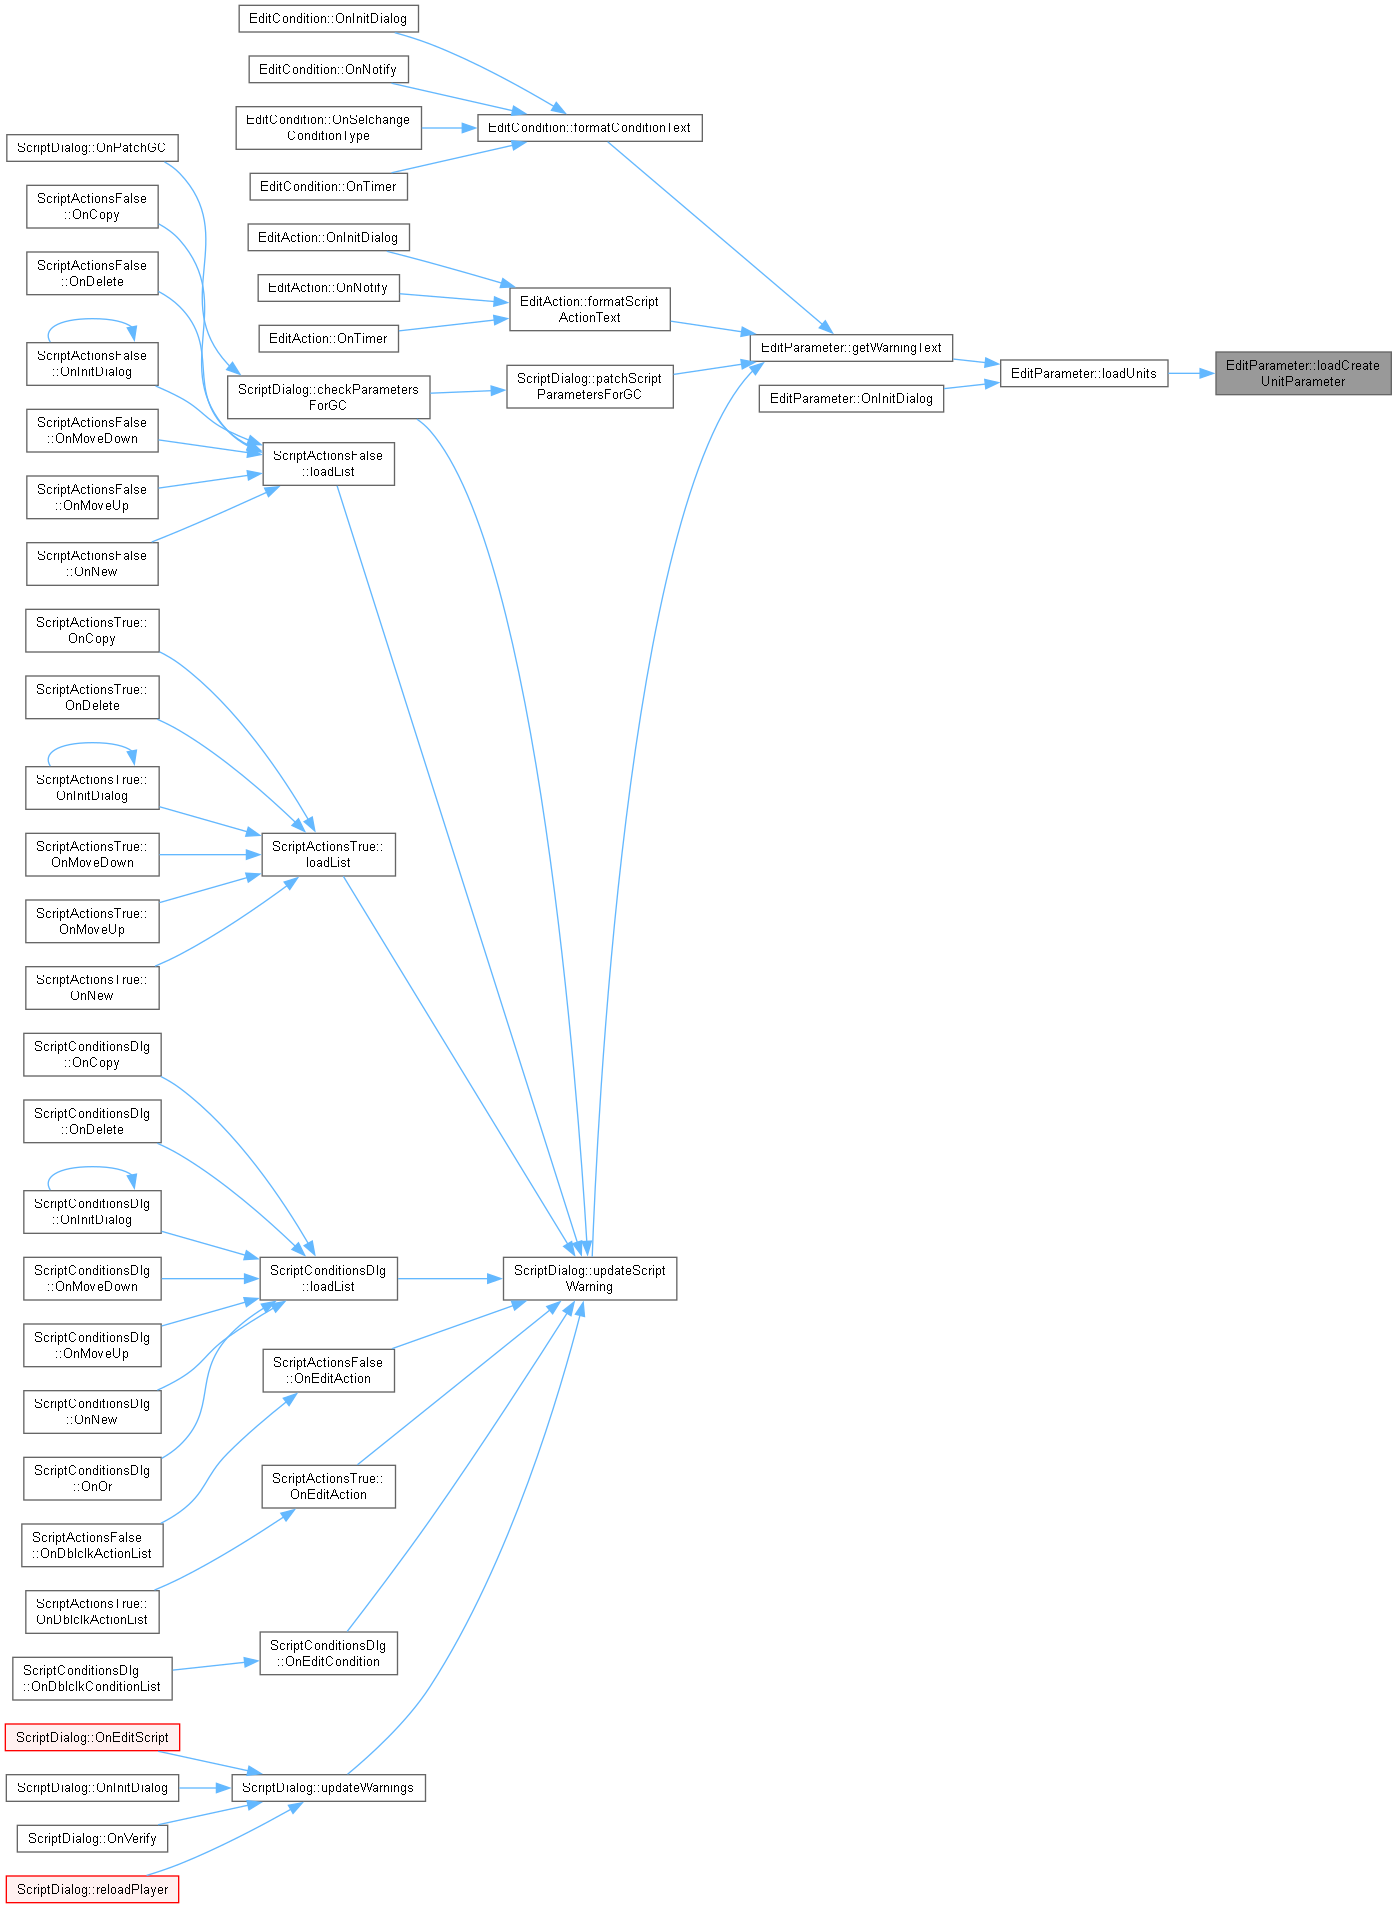 EditCondition::OnInitDialog
EditCondition::OnNotify
EditCondition::OnSelchange
ConditionType
EditCondition::formatConditionText
ScriptDialog::OnPatchGC
EditCondition::OnTimer
ScriptActionsFalse
::OnCopy
EditAction::OnInitDialog
ScriptActionsFalse
::OnDelete
EditAction::OnNotify
EditAction::formatScript
ActionText
EditAction::OnTimer
EditParameter::getWarningText
ScriptActionsFalse
::OnInitDialog
EditParameter::loadUnits
EditParameter::loadCreate
UnitParameter
ScriptDialog::patchScript
ParametersForGC
ScriptDialog::checkParameters
ForGC
EditParameter::OnInitDialog
ScriptActionsFalse
::OnMoveDown
ScriptActionsFalse
::loadList
ScriptActionsFalse
::OnMoveUp
ScriptActionsFalse
::OnNew
ScriptActionsTrue::
OnCopy
ScriptActionsTrue::
OnDelete
ScriptActionsTrue::
OnInitDialog
ScriptActionsTrue::
OnMoveDown
ScriptActionsTrue::
loadList
ScriptActionsTrue::
OnMoveUp
ScriptActionsTrue::
OnNew
ScriptConditionsDlg
::OnCopy
ScriptConditionsDlg
::OnDelete
ScriptConditionsDlg
::OnInitDialog
ScriptConditionsDlg
::OnMoveDown
ScriptConditionsDlg
::loadList
ScriptDialog::updateScript
Warning
ScriptConditionsDlg
::OnMoveUp
ScriptActionsFalse
::OnEditAction
ScriptConditionsDlg
::OnNew
ScriptConditionsDlg
::OnOr
ScriptActionsTrue::
OnEditAction
ScriptActionsFalse
::OnDblclkActionList
ScriptActionsTrue::
OnDblclkActionList
ScriptConditionsDlg
::OnEditCondition
ScriptConditionsDlg
::OnDblclkConditionList
ScriptDialog::OnEditScript
ScriptDialog::OnInitDialog
ScriptDialog::updateWarnings
ScriptDialog::OnVerify
ScriptDialog::reloadPlayer